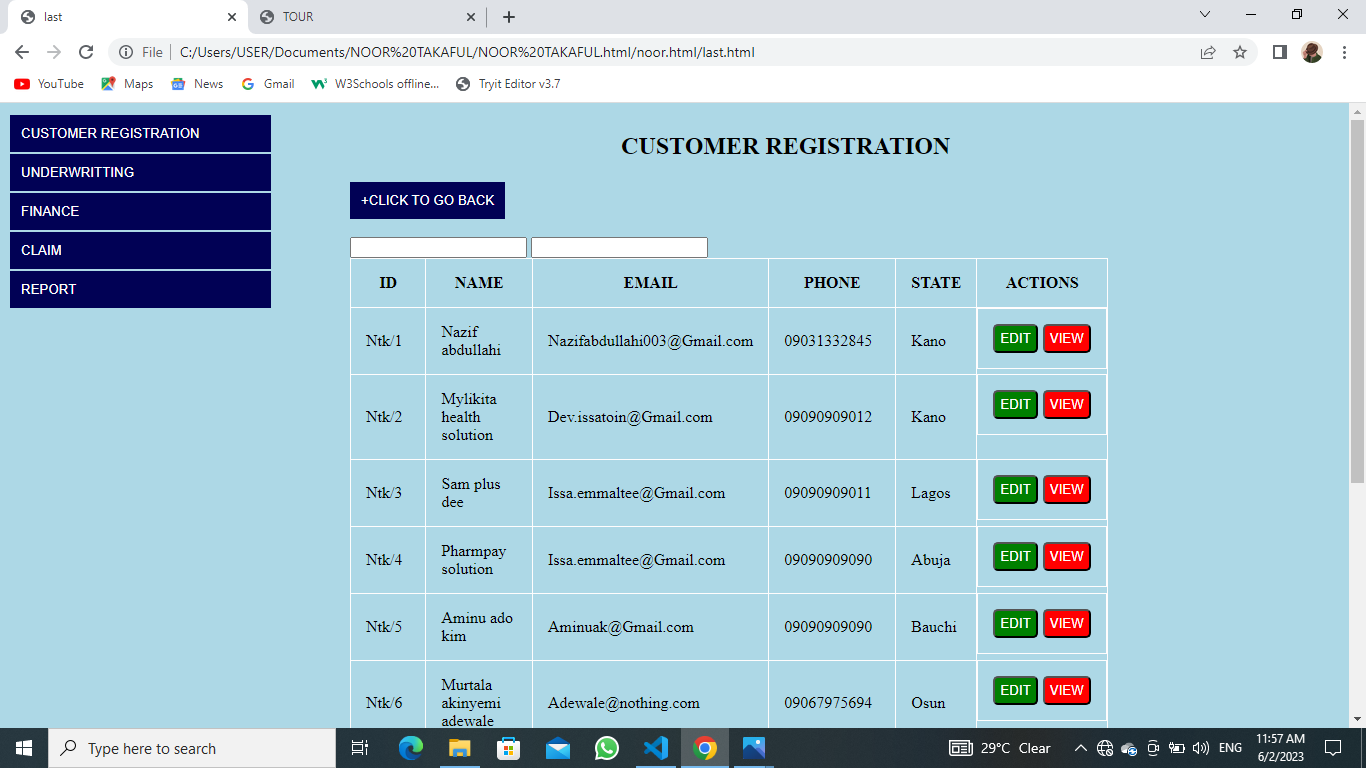 last
TOUR
File
C:/Users/USER/Documents/NOOR%20TAKAFUL/NOOR%20TAKAFUL.html/noor.html/last.html
YouTube
Maps
News
Gmail
W3Schools offline...
Tryit Editor v3.7
CUSTOMER REGISTRATION
UNDERWRITTING
FINANCE
CLAIM
REPORT
CUSTOMER REGISTRATION
+CLICK TO GO BACK
ID NAME EMAIL PHONE STATE ACTIONS
Ntk/1 Nazif abdullahi Nazifabdullahi003@Gmail.com 09031332845 Kano EDIT VIEW
Ntk/2 Mylikita health solution Dev.issatoin@Gmail.com 09090909012 Kano EDIT VIEW
Ntk/3 Sam plus dee Issa.emmaltee@Gmail.com 09090909011 Lagos EDIT VIEW
Ntk/4 Pharmpay solution Issa.emmaltee@Gmail.com 09090909090 Abuja EDIT VIEW
Ntk/5 Aminu ado kim Aminuak@Gmail.com 09090909090 Bauchi EDIT VIEW
Ntk/6 Murtala akinyemi adewale Adewale@nothing.com 09067975694 Osun EDIT VIEW
Type here to search
29°C Clear
ENG
11:57 AM
6/2/2023